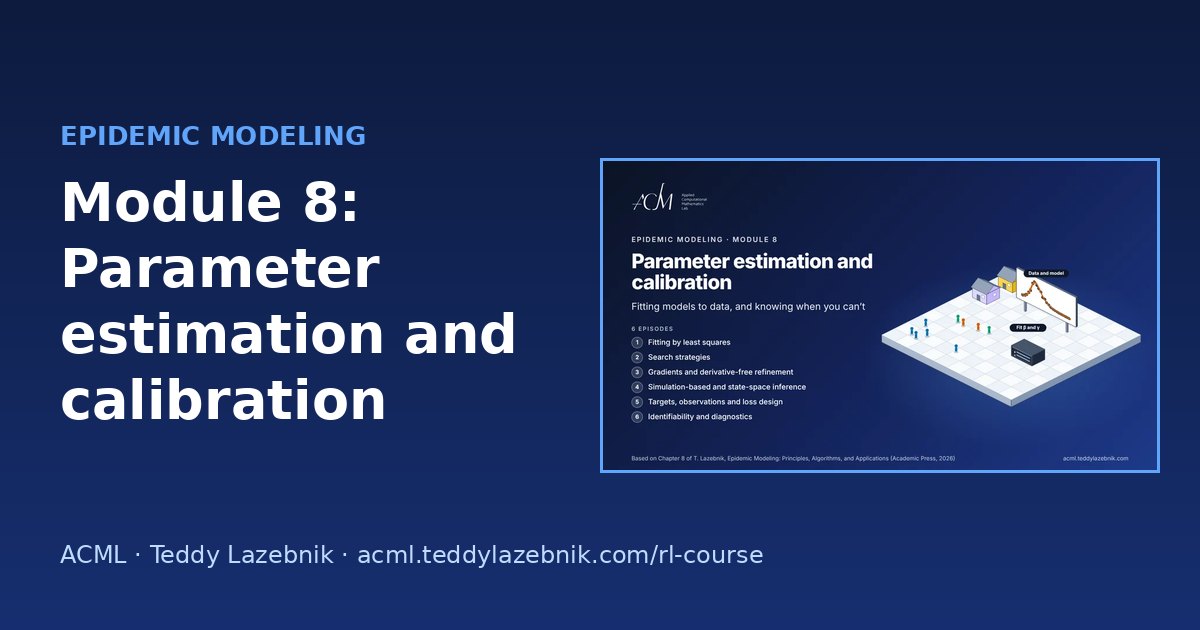 EPIDEMIC MODELING
Module 8:
Parameter
estimation and
calibration
ACM
Applied
Computational
Mathematics
Lab
EPIDEMIC MODELING · MODULE 8
Parameter estimation and
calibration
Fitting models to data, and knowing when you can't
6 EPISODES
1 Fitting by least squares
2 Search strategies
3 Gradients and derivative-free refinement
4 Simulation-based and state-space inference
5 Targets, observations and loss design
6 Identifiability and diagnostics
Data and model
Fit β and γ
Based on Chapter 8 of T. Lazebnik, Epidemic Modeling: Principles, Algorithms, and Applications (Academic Press, 2026)
acml.teddylazebnik.com
ACML · Teddy Lazebnik · acml.teddylazebnik.com/rl-course